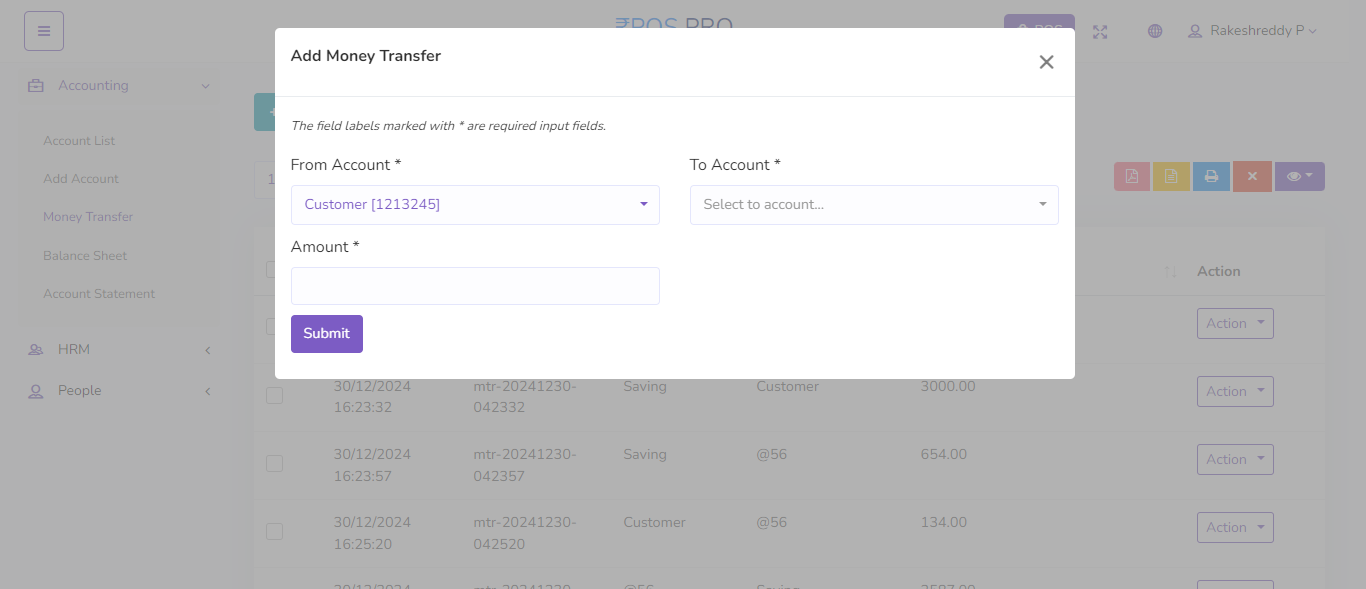 Rakeshreddy P
Add Money Transfer
The field labels marked with * are required input fields.
From Account *
To Account *
Customer [1213245]
Select to account...
Amount *
Submit
Accounting
Account List
Add Account
Money Transfer
Balance Sheet
Account Statement
HRM
People
Action
Action
30/12/2024 mtr-20241230- Saving Customer 3000.00 Action
16:23:32 042332
30/12/2024 mtr-20241230- Saving @56 654.00 Action
16:23:57 042357
30/12/2024 mtr-20241230- Customer @56 134.00 Action
16:25:20 042520